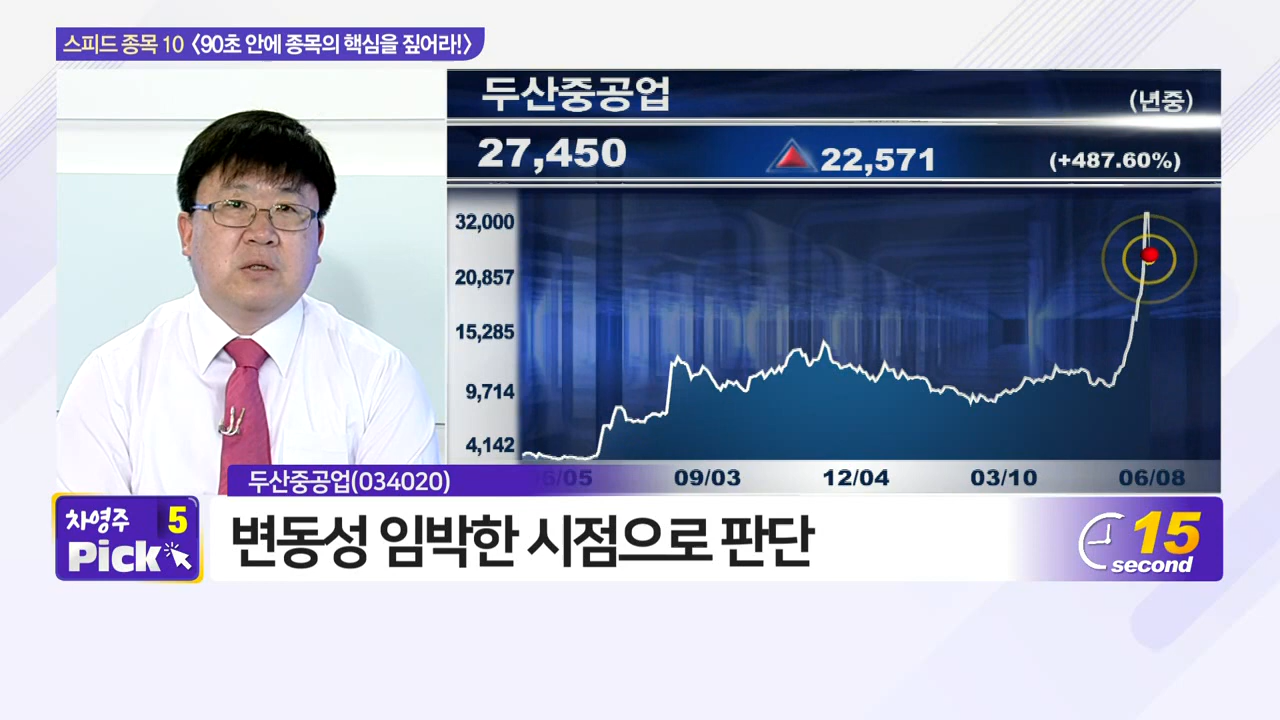 스피드 종목 10 <90초 안에 종목의 핵심을 짚어라!>
두산중공업
(년중)
27,450
22,571
(+487.60%)
32,000
20,857
15,285
9,714
4,142
/05
09/03
12/04
03/10
06/08
두산중공업(034020)
차영주
Pick
5
변동성 임박한 시점으로 판단
15
second